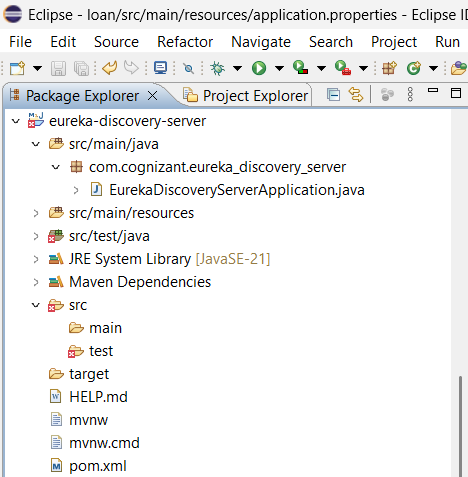 Eclipse - loan/src/main/resources/application.properties - Eclipse ID
File Edit Source Refactor Navigate Search Project Run
Package Explorer Project Explorer
eureka-discovery-server
src/main/java
com.cognizant.eureka_discovery_server
EurekaDiscoveryServerApplication.java
src/main/resources
src/test/java
JRE System Library [JavaSE-21]
Maven Dependencies
src
main
test
target
HELP.md
mvnw
mvnw.cmd
pom.xml